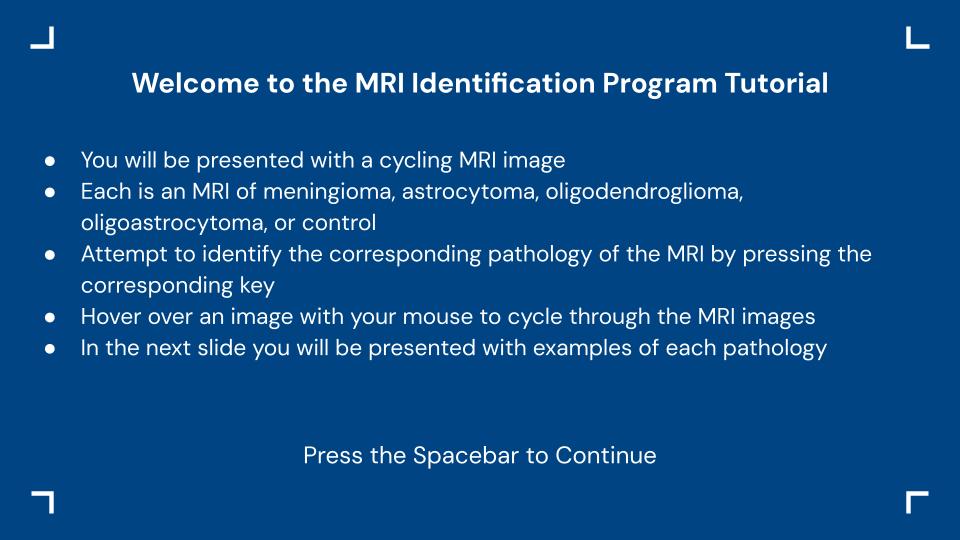 Welcome to the MRI Identification Program Tutorial
● You will be presented with a cycling MRI image
● Each is an MRI of meningioma, astrocytoma, oligodendroglioma,
oligoastrocytoma, or control
● Attempt to identify the corresponding pathology of the MRI by pressing the
corresponding key
● Hover over an image with your mouse to cycle through the MRI images
● In the next slide you will be presented with examples of each pathology
Press the Spacebar to Continue